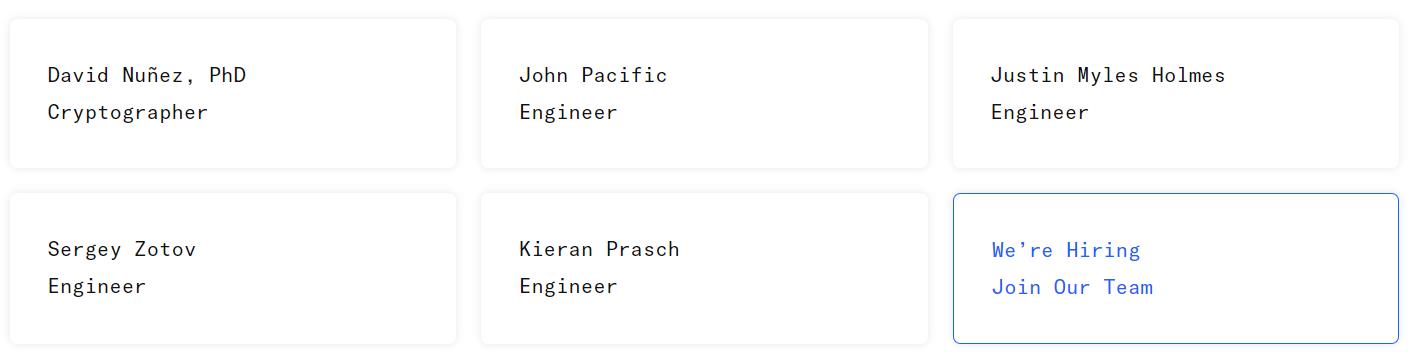 David Nuñez, PhD
Cryptographer
John Pacific
Engineer
Justin Myles Holmes
Engineer
Sergey Zotov
Engineer
Kieran Prasch
Engineer
We’re Hiring
Join Our Team